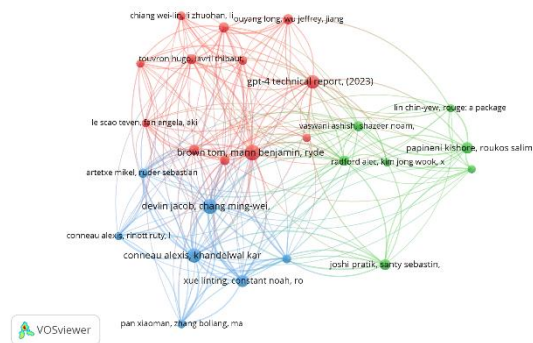 chiang wei-lin, li zhuohan, li
ouyang long, wu jeffrey, jiang
touvron hugo, lavril thibaut,
gpt-4 technical report, (2023)
lin chin-yew, rouge: a package
le scao teven, fan angela, aki
vaswani ashish, shazeer noam,
brown tom, mann benjamin, ryde
papineni kishore, roukos salim
radford alec, kim jong wook, x
artetxe mikel, ruder sebastian
devlin jacob, chang ming-wei,
conneau alexis, rinott ruty, l
conneau alexis, khandelwal kar
joshi pratik, santy sebastin,
xue linting, constant noah, ro
pan xiaoman, zhang boliang, ma
VOSviewer